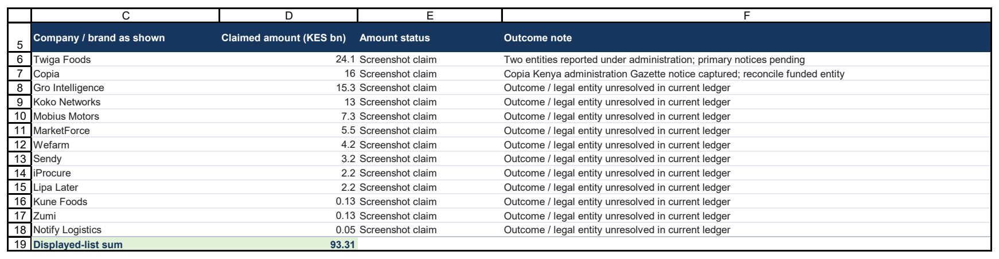 C D E F
5 Company / brand as shown Claimed amount (KES bn) Amount status Outcome note
6 Twiga Foods 24.1 Screenshot claim Two entities reported under administration; primary notices pending
7 Copia 16 Screenshot claim Copia Kenya administration Gazette notice captured; reconcile funded entity
8 Gro Intelligence 15.3 Screenshot claim Outcome / legal entity unresolved in current ledger
9 Koko Networks 13 Screenshot claim Outcome / legal entity unresolved in current ledger
10 Mobius Motors 7.3 Screenshot claim Outcome / legal entity unresolved in current ledger
11 MarketForce 5.5 Screenshot claim Outcome / legal entity unresolved in current ledger
12 Wefarm 4.2 Screenshot claim Outcome / legal entity unresolved in current ledger
13 Sendy 3.2 Screenshot claim Outcome / legal entity unresolved in current ledger
14 iProcure 2.2 Screenshot claim Outcome / legal entity unresolved in current ledger
15 Lipa Later 2.2 Screenshot claim Outcome / legal entity unresolved in current ledger
16 Kune Foods 0.13 Screenshot claim Outcome / legal entity unresolved in current ledger
17 Zumi 0.13 Screenshot claim Outcome / legal entity unresolved in current ledger
18 Notify Logistics 0.05 Screenshot claim Outcome / legal entity unresolved in current ledger
19 Displayed-list sum 93.31